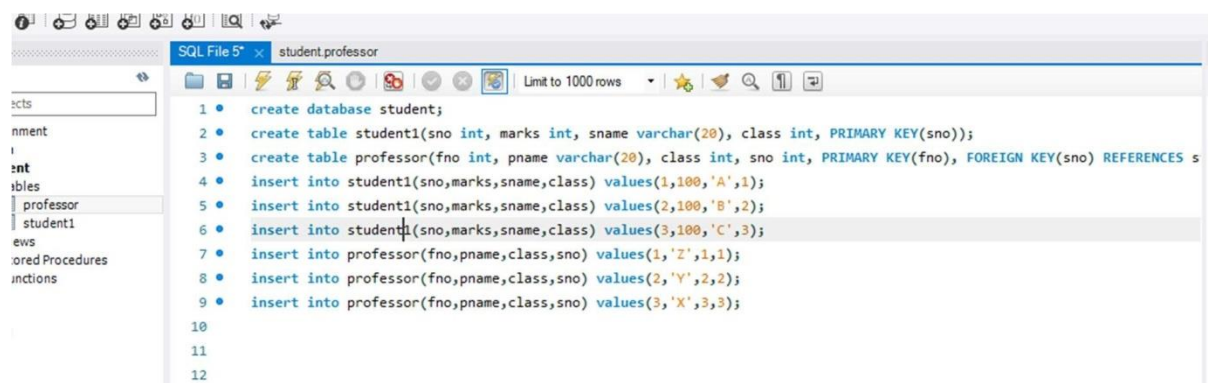 SQL File 5* × student.professor
Limit to 1000 rows
ects
1 create database student;
nment
2 create table student1(sno int, marks int, sname varchar(20), class int, PRIMARY KEY(sno));
3 create table professor(fno int, pname varchar(20), class int, sno int, PRIMARY KEY(fno), FOREIGN KEY(sno) REFERENCES s
ent
4 insert into student1(sno,marks,sname,class) values(1,100,'A',1);
ables
professor
5 insert into student1(sno,marks,sname,class) values(2,100,'B',2);
student1
6 insert into student1(sno,marks,sname,class) values(3,100,'C',3);
ews
7 insert into professor(fno,pname,class,sno) values(1,'Z',1,1);
ored Procedures
unctions
8 insert into professor(fno,pname,class,sno) values(2,'Y',2,2);
9 insert into professor(fno,pname,class,sno) values(3,'X',3,3);
10
11
12